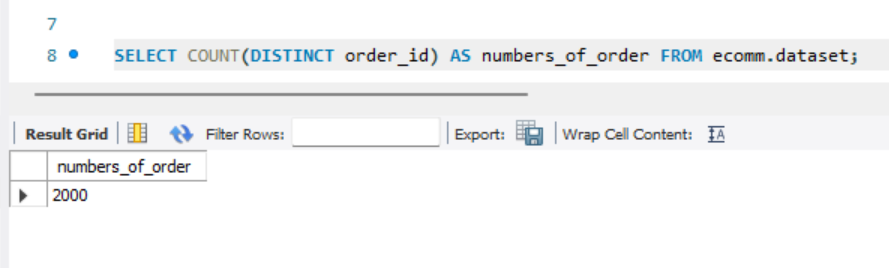 7
8 SELECT COUNT(DISTINCT order_id) AS numbers_of_order FROM ecomm.dataset;
Result Grid Filter Rows: Export: Wrap Cell Content: IA
numbers_of_order
2000